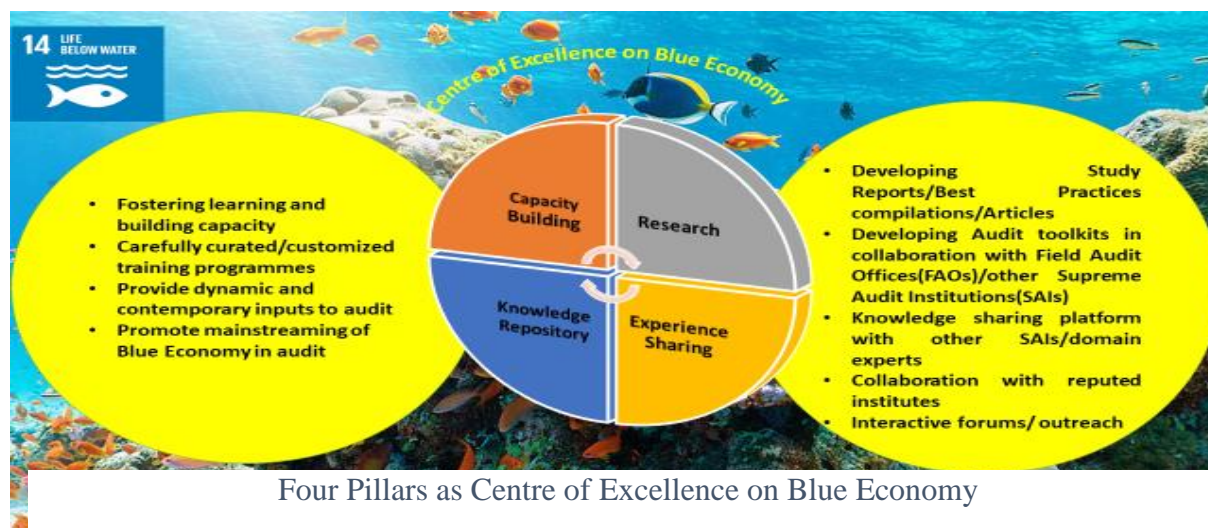 14 LIFE
BELOW WATER
Centre of Excellence on Blue Economy
• Fostering learning and
building capacity
• Carefully curated/customized
training programmes
• Provide dynamic and
contemporary inputs to audit
• Promote mainstreaming of
Blue Economy in audit
Capacity
Building
Research
Knowledge
Repository
Experience
Sharing
• Developing Study
Reports/Best Practices
compilations/Articles
• Developing Audit toolkits in
collaboration with Field Audit
Offices(FAOs)/other Supreme
Audit Institutions(SAIs)
• Knowledge sharing platform
with other SAIs/domain
experts
• Collaboration with reputed
institutes
• Interactive forums/ outreach
Four Pillars as Centre of Excellence on Blue Economy